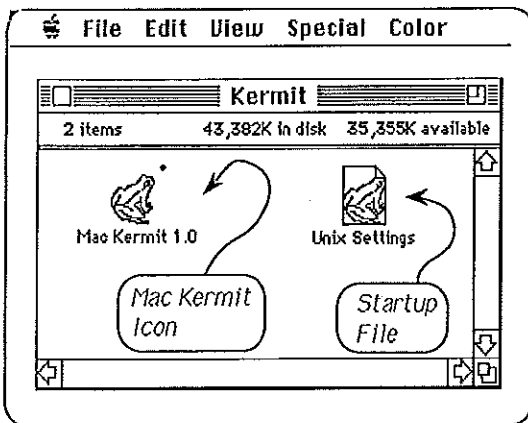 File Edit View Special Color
Kermit
2 items 43,382K in disk 35,355K available
Mac Kermit 1.0 Unix Settings
Mac Kermit
Icon
Startup
File